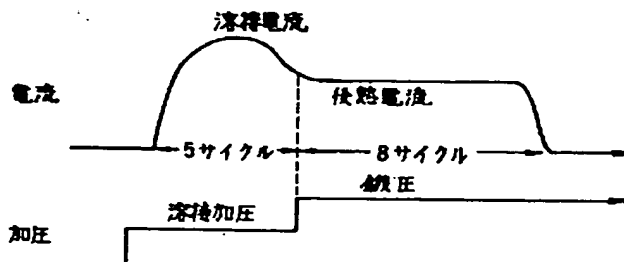 溶接電流
電流
後熱電流
5サイクル
8サイクル
鍛圧
溶接加圧
加圧